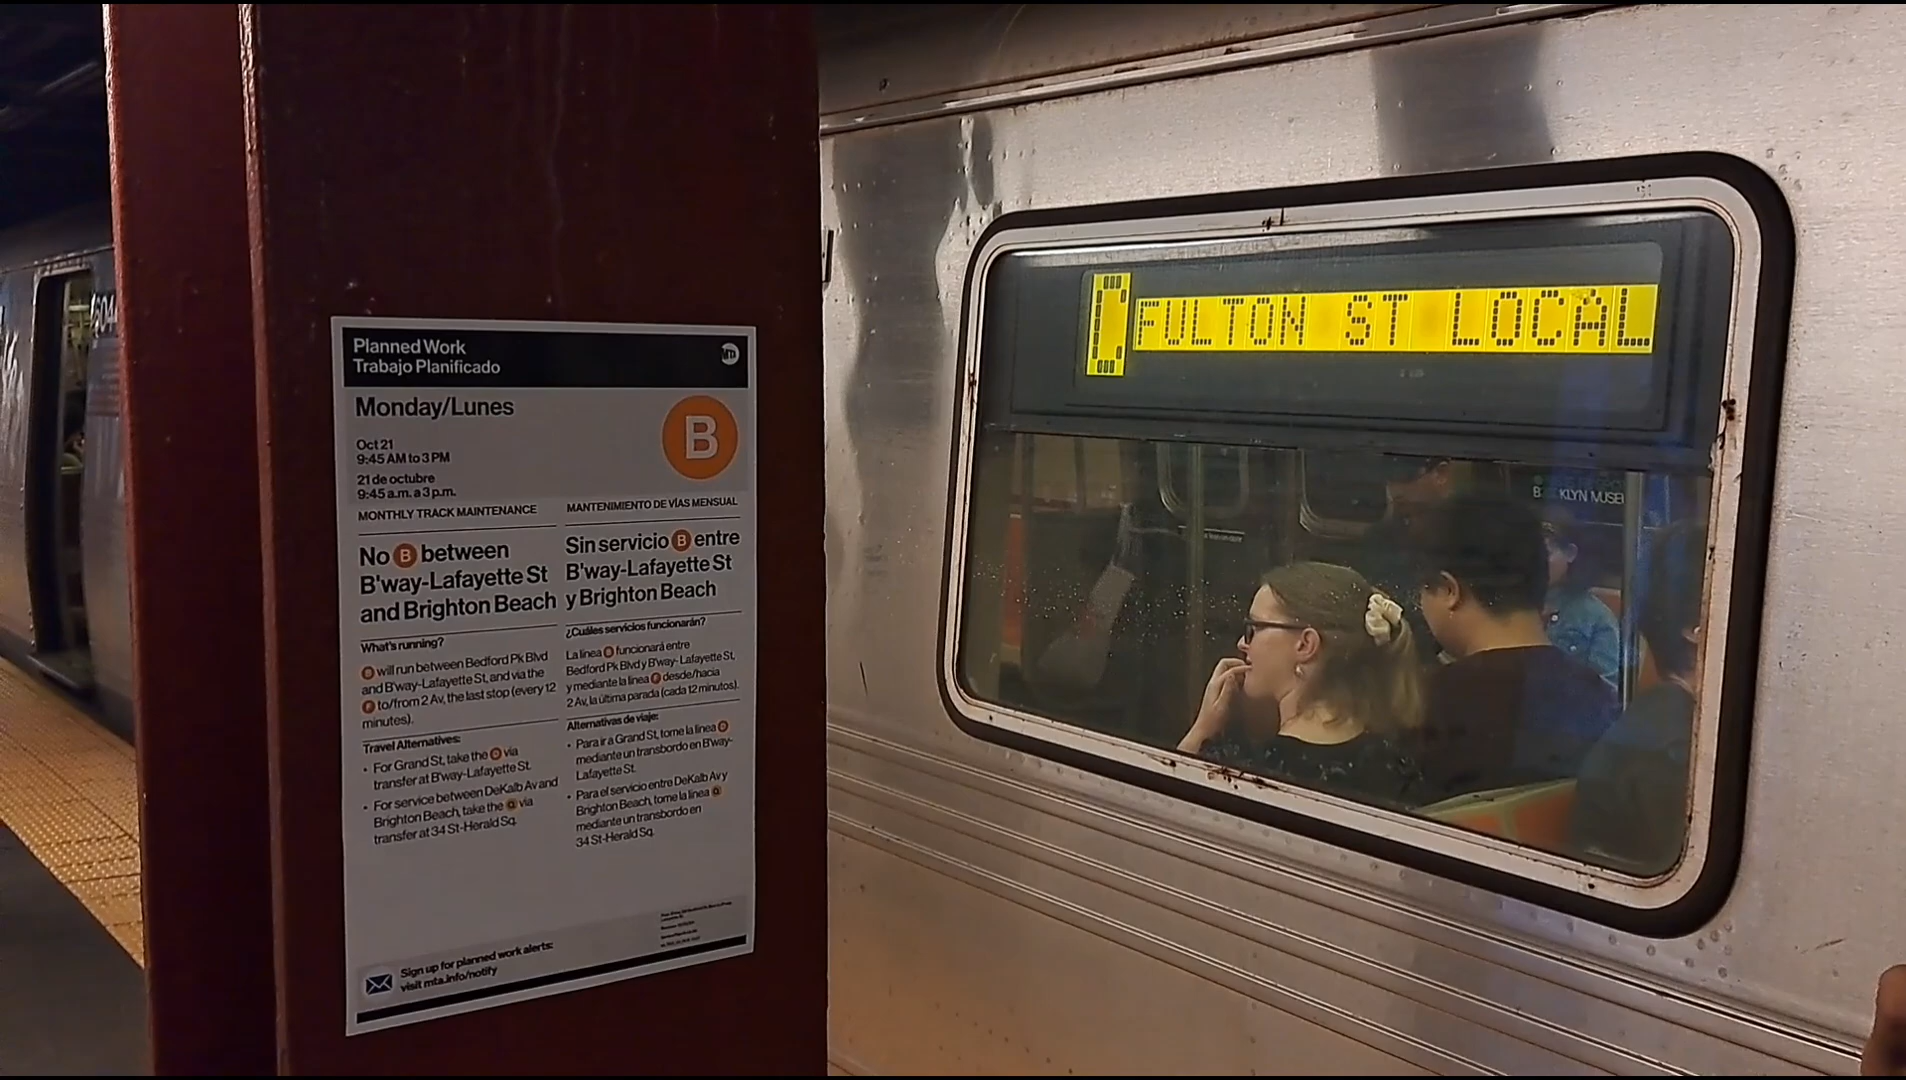 Planned Work
Trabajo Planificado
MTA
Monday/Lunes
B
Oct 21
9:45 AM to 3 PM
21 de octubre
9:45 a.m. a 3 p.m.
MONTHLY TRACK MAINTENANCE
No B between
B'way-Lafayette St
and Brighton Beach
What's running?
B will run between Bedford Pk Blvd
and B'way-Lafayette St, and via the
F to/from 2 Av, the last stop (every 12
minutes).
Travel Alternatives:
• For Grand St, take the D via
transfer at B'way-Lafayette St.
• For service between DeKalb Av and
Brighton Beach, take the Q via
transfer at 34 St-Herald Sq.
MANTENIMIENTO DE VÍAS MENSUAL
Sin servicio B entre
B'way-Lafayette St
y Brighton Beach
¿Cuáles servicios funcionarán?
La línea B funcionará entre
Bedford Pk Blvd y B'way- Lafayette St,
y mediante la línea F desde/hacia
2 Av, la última parada (cada 12 minutos).
Alternativas de viaje:
• Para ir a Grand St, tome la línea D
mediante un transbordo en B'way-
Lafayette St.
• Para el servicio entre DeKalb Av y
Brighton Beach, tome la línea Q
mediante un transbordo en
34 St-Herald Sq.
Sign up for planned work alerts:
visit mta.info/notify
C FULTON ST LOCAL